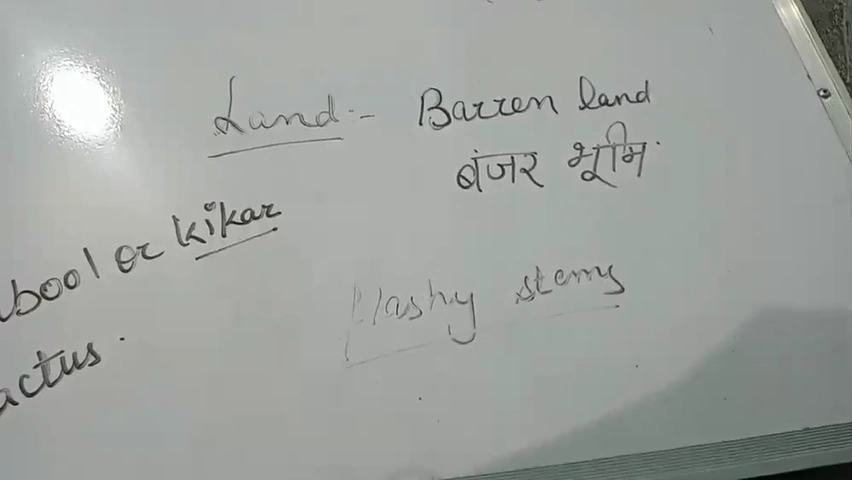 Land:- Barren land
बंजर भूमि
bool or kikar
actus.
flashy stems